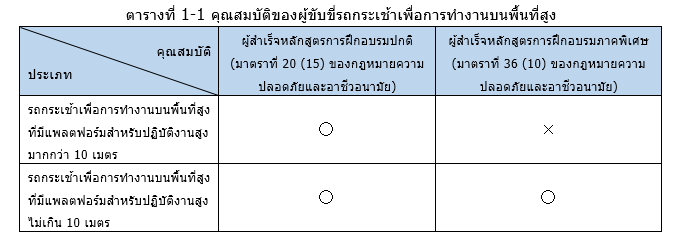 ตารางที่ 1-1 คุณสมบัติของผู้ขับขี่รถกระเช้าเพื่อการทำงานบนพื้นที่สูง
คุณสมบัติ
ประเภท
ผู้สำเร็จหลักสูตรการฝึกอบรมปกติ
(มาตราที่ 20 (15) ของกฎหมายความ
ปลอดภัยและอาชีวอนามัย)
ผู้สำเร็จหลักสูตรการฝึกอบรมภาคพิเศษ
(มาตราที่ 36 (10) ของกฎหมายความ
ปลอดภัยและอาชีวอนามัย)
รถกระเช้าเพื่อการทำงานบนพื้นที่สูง
ที่มีแพลตฟอร์มสำหรับปฏิบัติงานสูง
มากกว่า 10 เมตร
○
×
รถกระเช้าเพื่อการทำงานบนพื้นที่สูง
ที่มีแพลตฟอร์มสำหรับปฏิบัติงานสูง
ไม่เกิน 10 เมตร
○
○